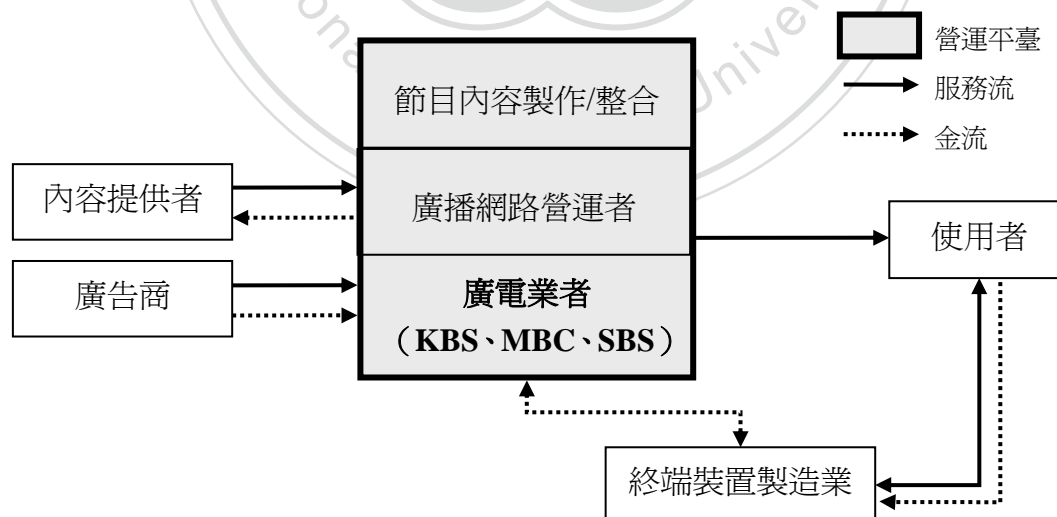 營運平臺
服務流
金流
節目內容製作/整合
廣播網路營運者
廣電業者
（KBS、MBC、SBS）
內容提供者
廣告商
使用者
終端裝置製造業
Univer